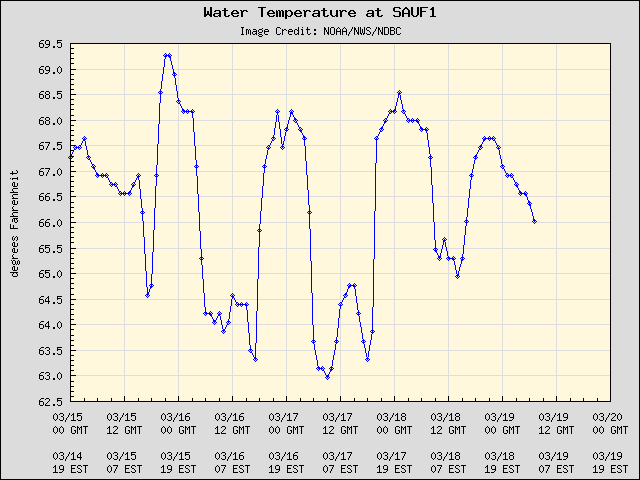 Water Temperature at SAUF1
Image Credit: NOAA/NWS/NDBC
degrees Fahrenheit
69.5
69.0
68.5
68.0
67.5
67.0
66.5
66.0
65.5
65.0
64.5
64.0
63.5
63.0
62.5
03/15 03/15 03/16 03/16 03/17 03/17 03/18 03/18 03/19 03/19 03/20
00 GMT 12 GMT 00 GMT 12 GMT 00 GMT 12 GMT 00 GMT 12 GMT 00 GMT 12 GMT 00 GMT
03/14 03/15 03/15 03/16 03/16 03/17 03/17 03/18 03/18 03/19 03/19
19 EST 07 EST 19 EST 07 EST 19 EST 07 EST 19 EST 07 EST 19 EST 07 EST 19 EST